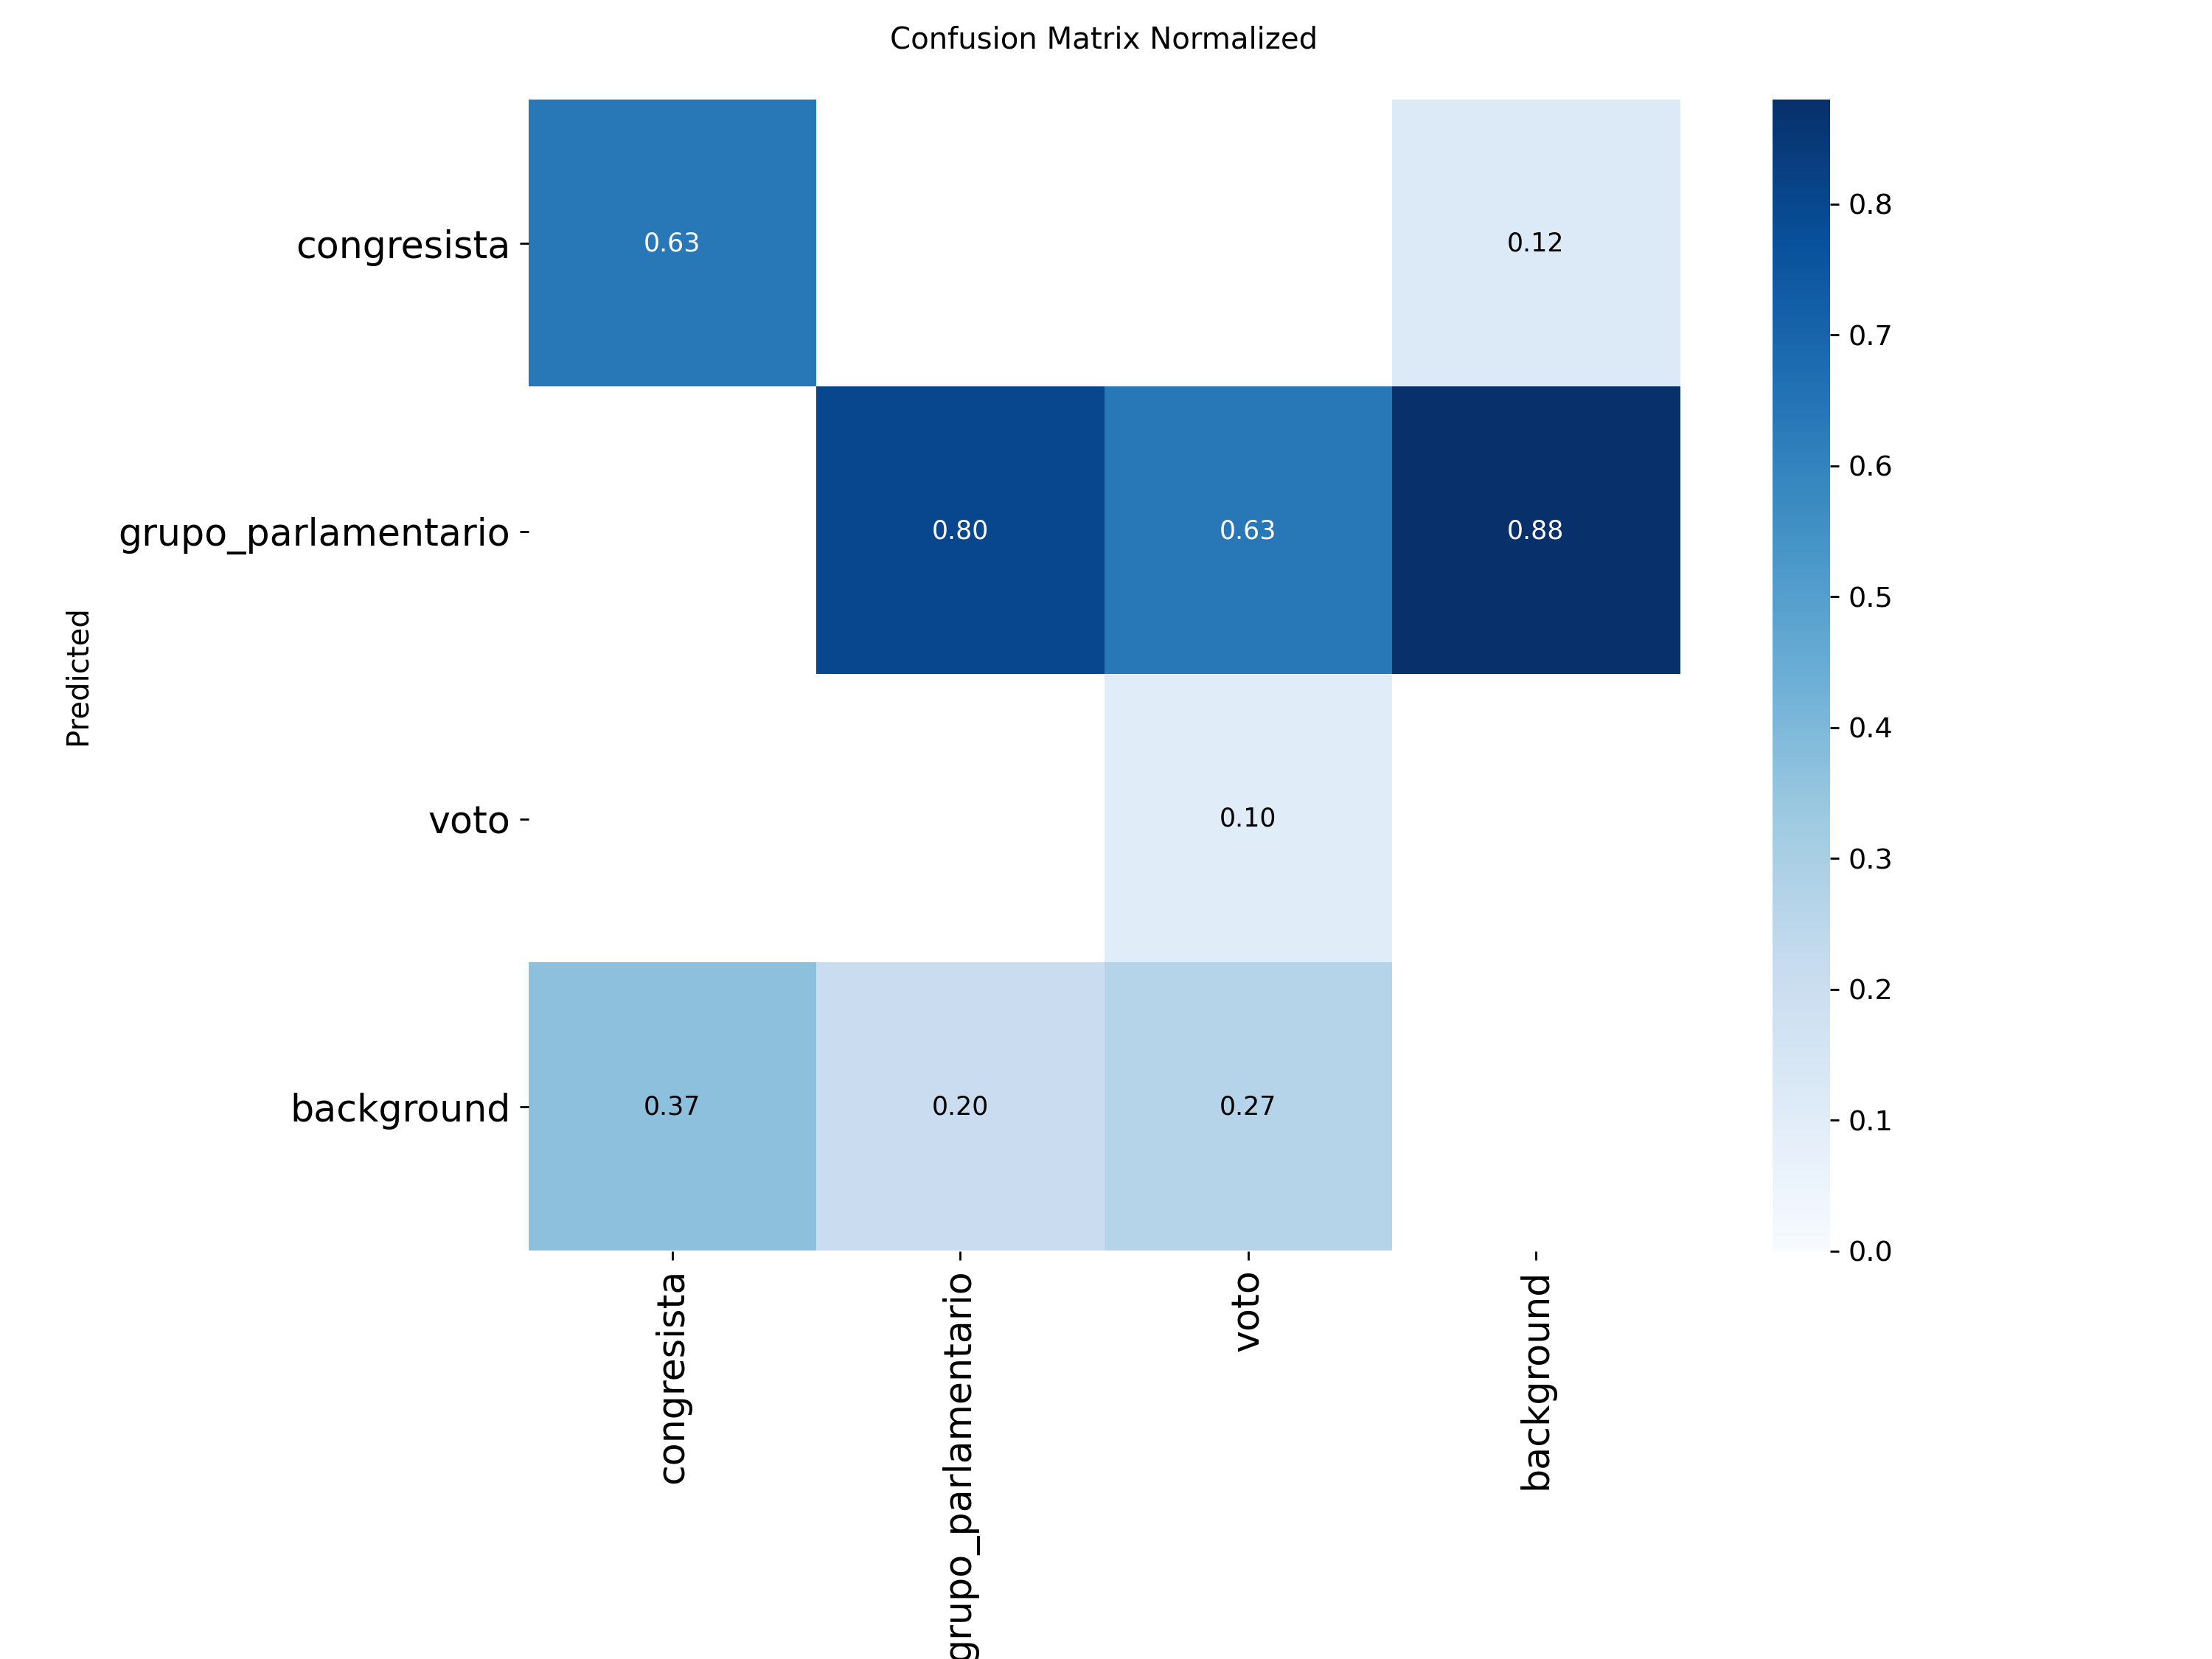 Confusion Matrix Normalized
congresista
0.63
0.12
0.8
0.7
grupo_parlamentario
0.80
0.63
0.88
0.6
0.5
Predicted
0.4
voto
0.10
0.3
0.2
background
0.37
0.20
0.27
0.1
0.0
congresista
grupo_parlamentario
voto
background